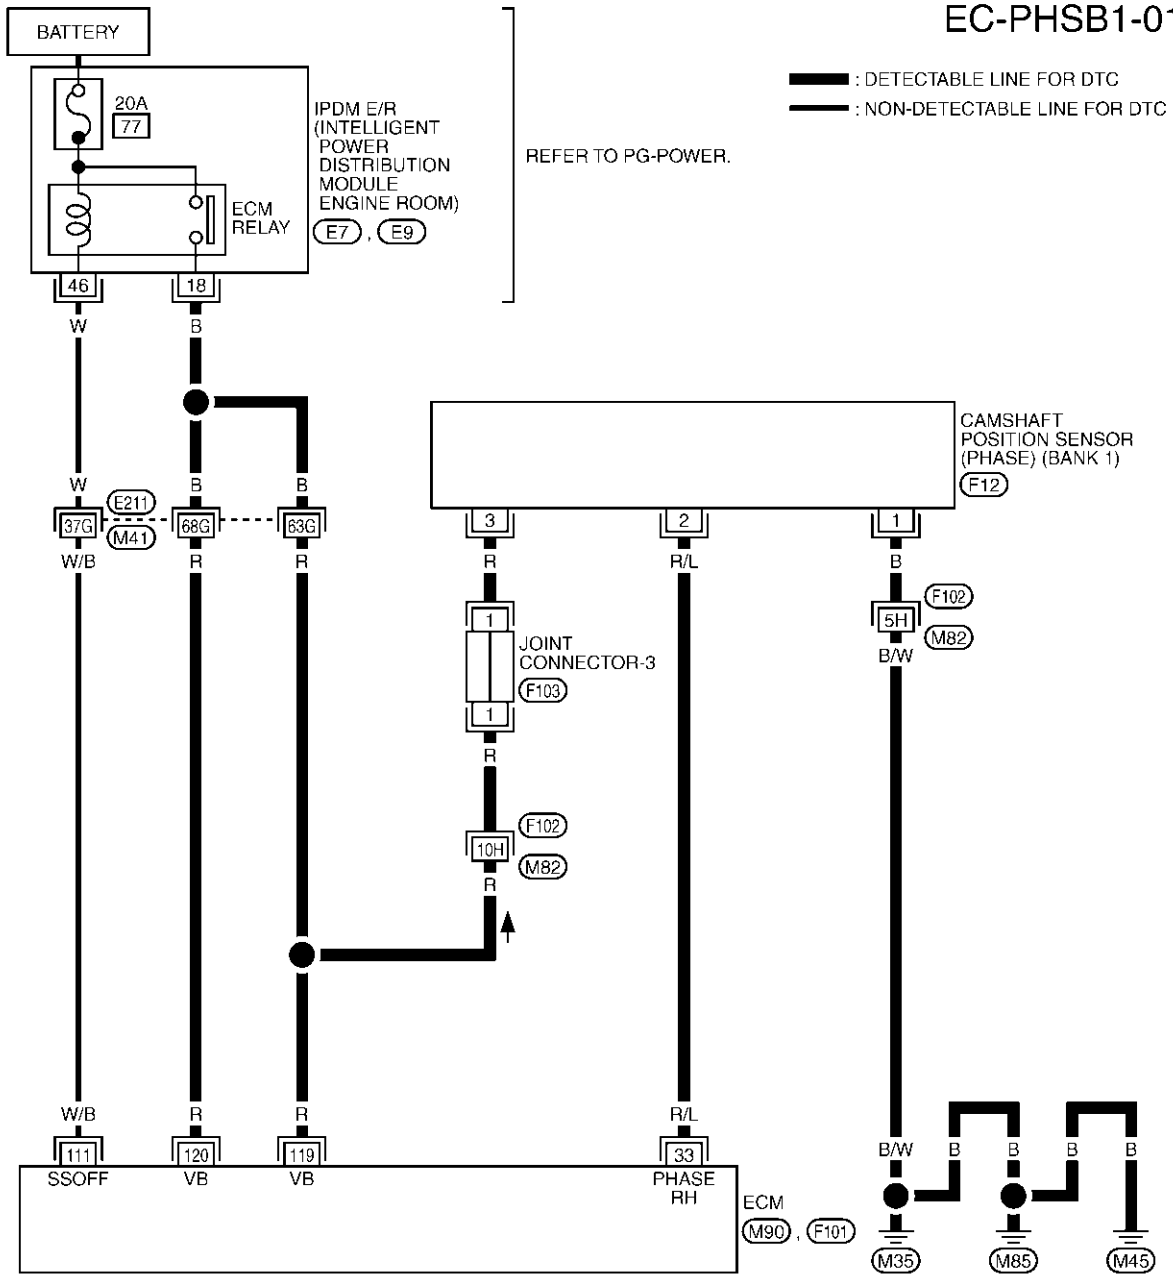 EC-PHSB1-01
BATTERY
: DETECTABLE LINE FOR DTC
: NON-DETECTABLE LINE FOR DTC
20A
77
IPDM E/R
(INTELLIGENT
POWER
DISTRIBUTION
MODULE
ENGINE ROOM)
E7 , E9
REFER TO PG-POWER.
ECM
RELAY
46 18
W B
CAMSHAFT
POSITION SENSOR
(PHASE) (BANK 1)
F12
W B B
E211
37G 68G 63G
M41
W/B R R
3 2 1
R R/L B
F102
5H
M82
B/W
1
JOINT
CONNECTOR-3
F103
1
R
F102
10H
M82
R
W/B R R R/L
111 120 119 33
SSOFF VB VB PHASE
RH
ECM
M90 , F101
B/W B B B B
M35 M85 M45